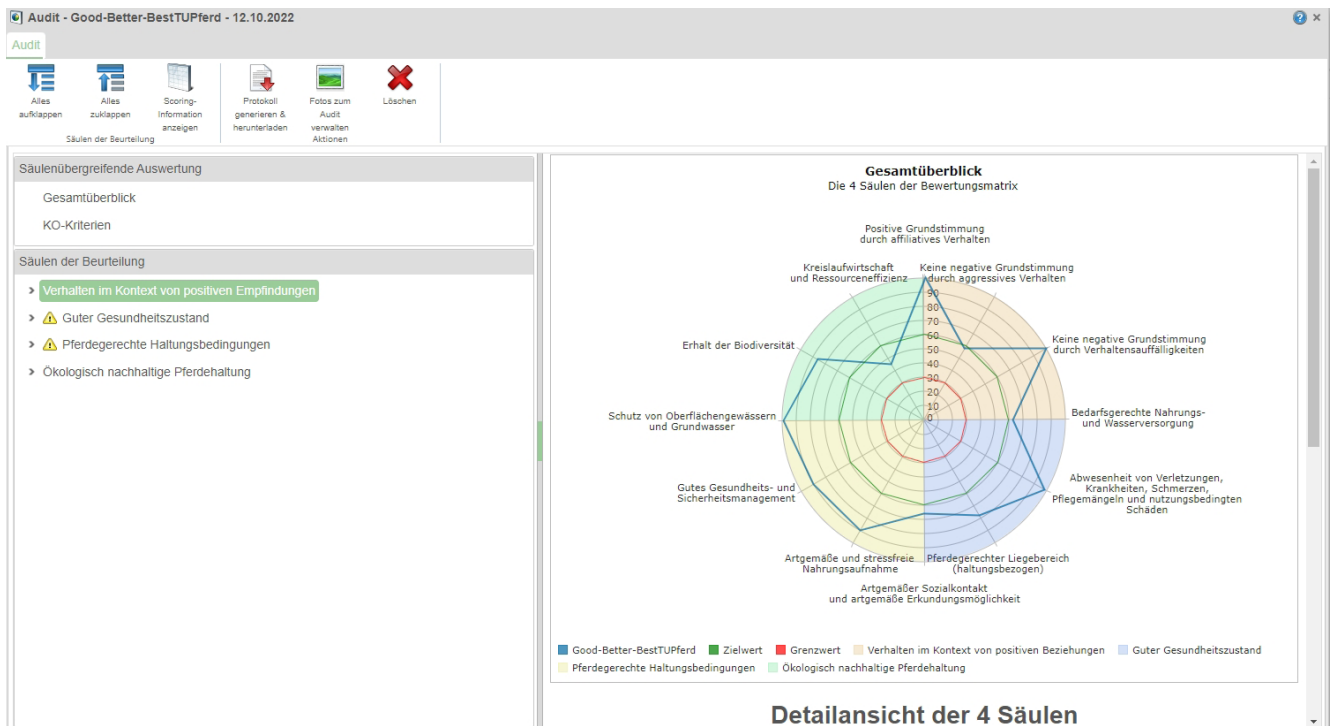 Audit - Good-Better-BestTUPferd - 12.10.2022
Audit
Alles
aufklappen
Alles
zuklappen
Scoring-
Information
anzeigen
Säulen der Beurteilung
Protokoll
generieren &
herunterladen
Fotos zum
Audit
verwalten
Löschen
Aktionen
Säulenübergreifende Auswertung
Gesamtüberblick
KO-Kriterien
Säulen der Beurteilung
Verhalten im Kontext von positiven Empfindungen
Guter Gesundheitszustand
Pferdegerechte Haltungsbedingungen
Ökologisch nachhaltige Pferdehaltung
Gesamtüberblick
Die 4 Säulen der Bewertungsmatrix
Positive Grundstimmung
durch affiliatives Verhalten
Keine negative Grundstimmung
durch aggressives Verhalten
Keine negative Grundstimmung
durch Verhaltensauffälligkeiten
Bedarfsgerechte Nahrungs-
und Wasserversorgung
Abwesenheit von Verletzungen,
Krankheiten, Schmerzen,
Pflegemängeln und nutzungsbedingten
Schäden
Pferdegerechter Liegebereich
(haltungsbezogen)
Artgemäßer Sozialkontakt
und artgemäße Erkundungsmöglichkeit
Artgemäße und stressfreie
Nahrungsaufnahme
Gutes Gesundheits- und
Sicherheitsmanagement
Schutz von Oberflächengewässern
und Grundwasser
Erhalt der Biodiversität
Kreislaufwirtschaft
und Ressourceneffizienz
90
80
70
60
50
40
30
20
10
0
Good-Better-BestTUPferd
Zielwert
Grenzwert
Verhalten im Kontext von positiven Beziehungen
Guter Gesundheitszustand
Pferdegerechte Haltungsbedingungen
Ökologisch nachhaltige Pferdehaltung
Detailansicht der 4 Säulen